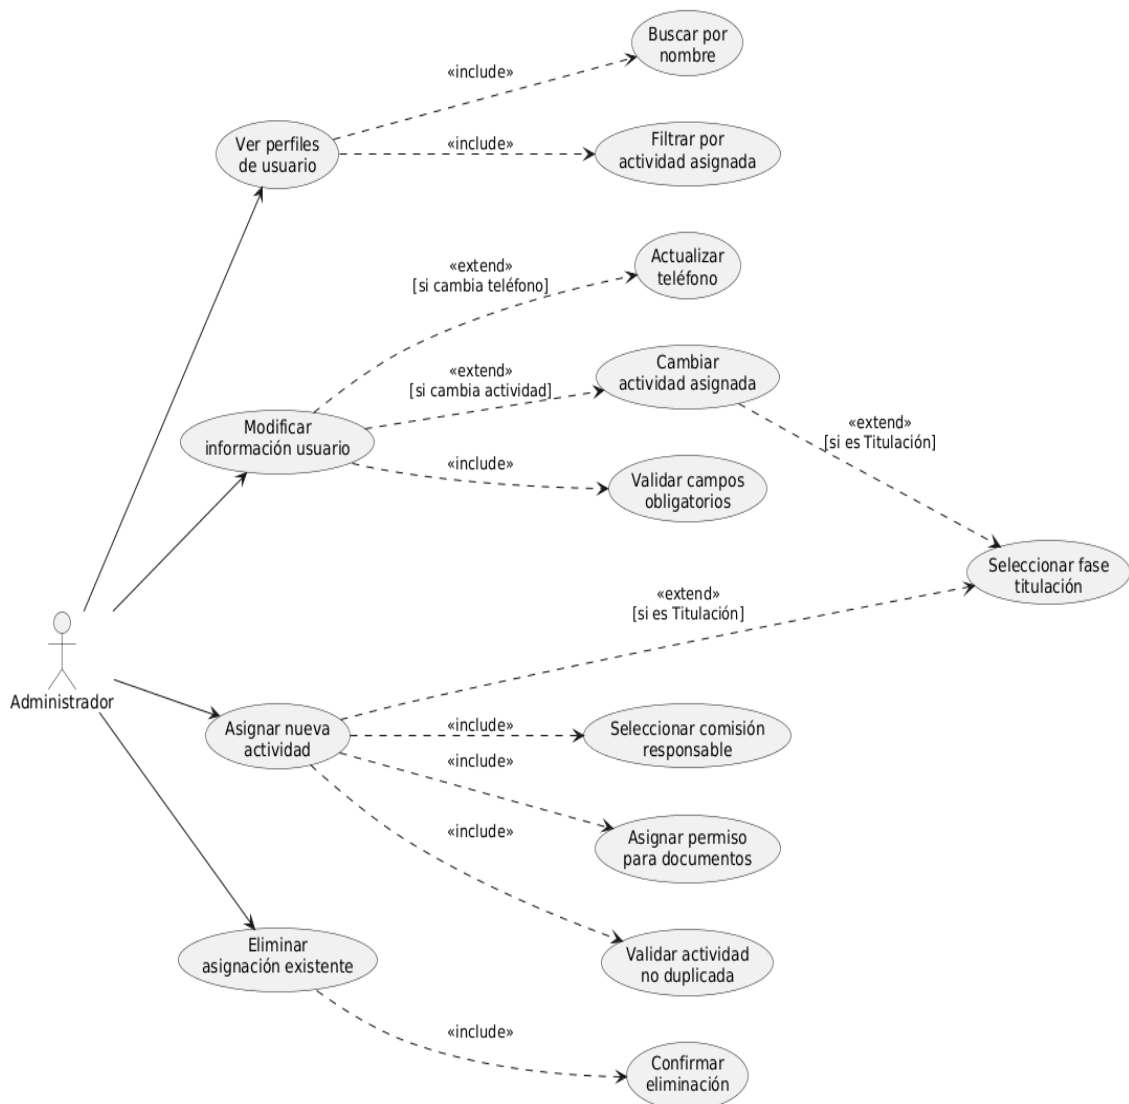 Buscar por
nombre
«include»
Ver perfiles
de usuario
«include»
Filtrar por
actividad asignada
Actualizar
teléfono
«extend»
[si cambia teléfono]
Cambiar
actividad asignada
«extend»
[si cambia actividad]
Modificar
información usuario
«extend»
[si es Titulación]
«include»
Validar campos
obligatorios
Seleccionar fase
titulación
«extend»
[si es Titulación]
Administrador
Asignar nueva
actividad
«include»
Seleccionar comisión
responsable
«include»
Asignar permiso
para documentos
«include»
Validar actividad
no duplicada
Eliminar
asignación existente
«include»
Confirmar
eliminación